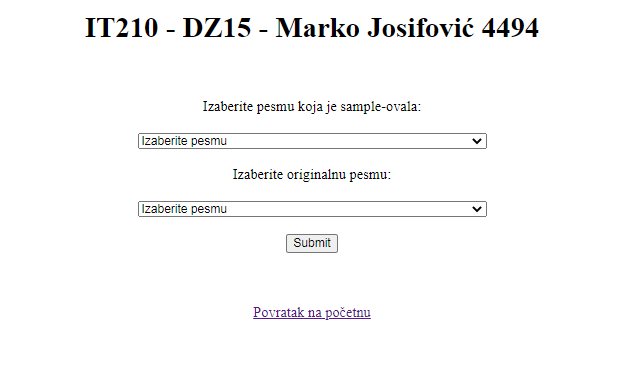 IT210 - DZ15 - Marko Josifović 4494
Izaberite pesmu koja je sample-ovala:
Izaberite pesmu
Izaberite originalnu pesmu:
Izaberite pesmu
Submit
Povratak na početnu